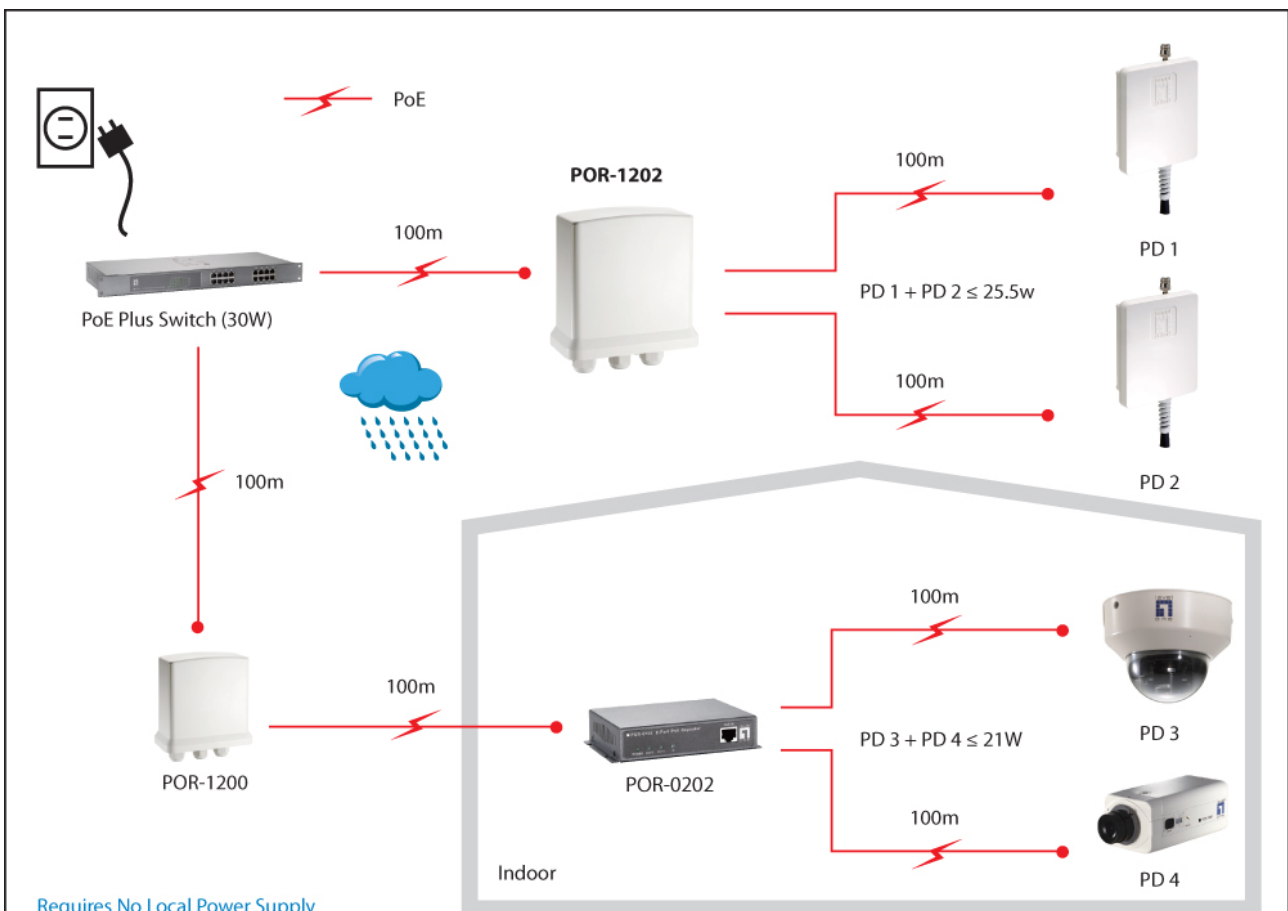 PoE
POR-1202
100m
PD 1
100m
PoE Plus Switch (30W)
PD 1 + PD 2 ≤ 25.5w
100m
PD 2
100m
100m
POR-1200
100m
POR-0202
100m
PD 3
PD 3 + PD 4 ≤ 21W
100m
PD 4
Indoor
Requires No Local Power Supply